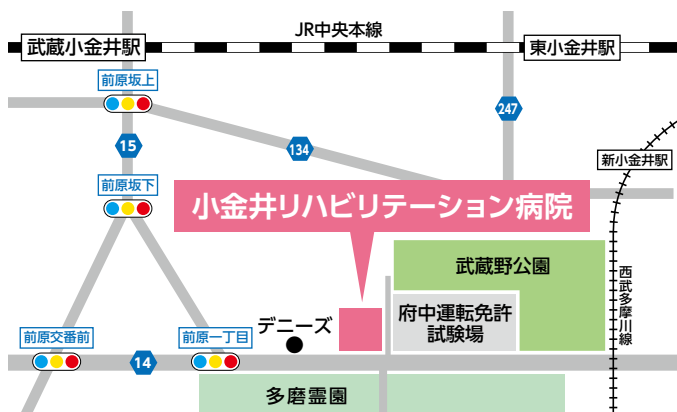 JR中央本線
武蔵小金井駅
東小金井駅
前原坂上
247
15
134
新小金井駅
前原坂下
小金井リハビリテーション病院
武蔵野公園
西武多摩川線
府中運転免許
試験場
デニーズ
前原交番前
前原一丁目
14
多磨霊園